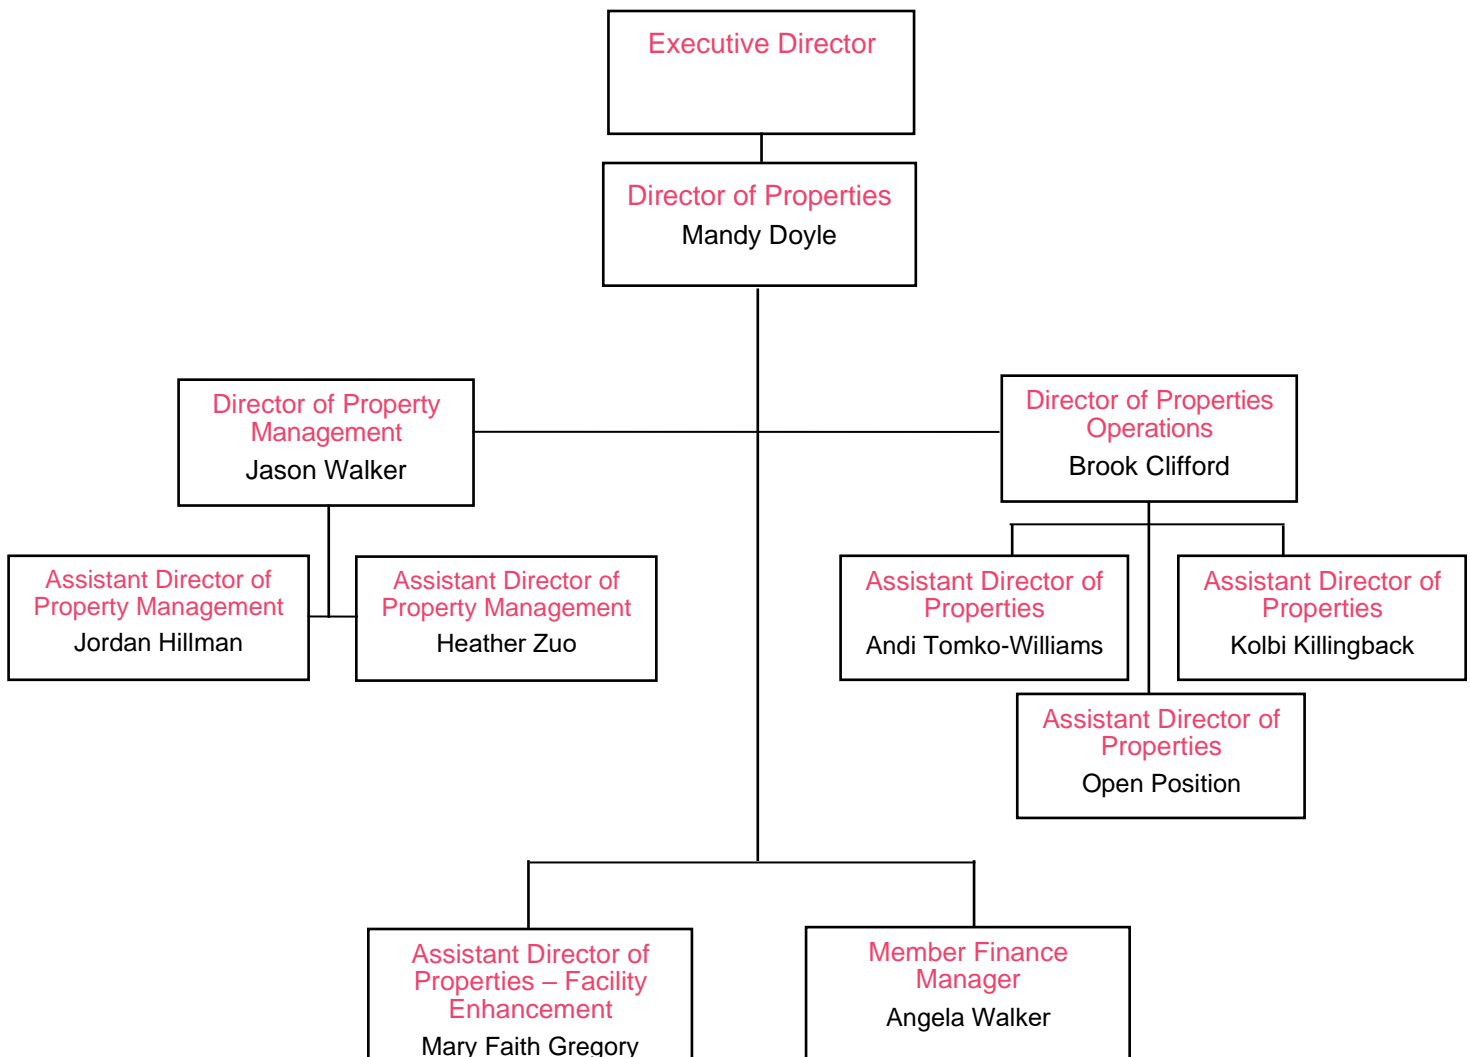 Executive Director
Director of Properties
Mandy Doyle
Director of Property
Management
Jason Walker
Director of Properties
Operations
Brook Clifford
Assistant Director of
Property Management
Jordan Hillman
Assistant Director of
Property Management
Heather Zuo
Assistant Director of
Properties
Andi Tomko-Williams
Assistant Director of
Properties
Kolbi Killingback
Assistant Director of
Properties
Open Position
Assistant Director of
Properties – Facility
Enhancement
Mary Faith Gregory
Member Finance
Manager
Angela Walker